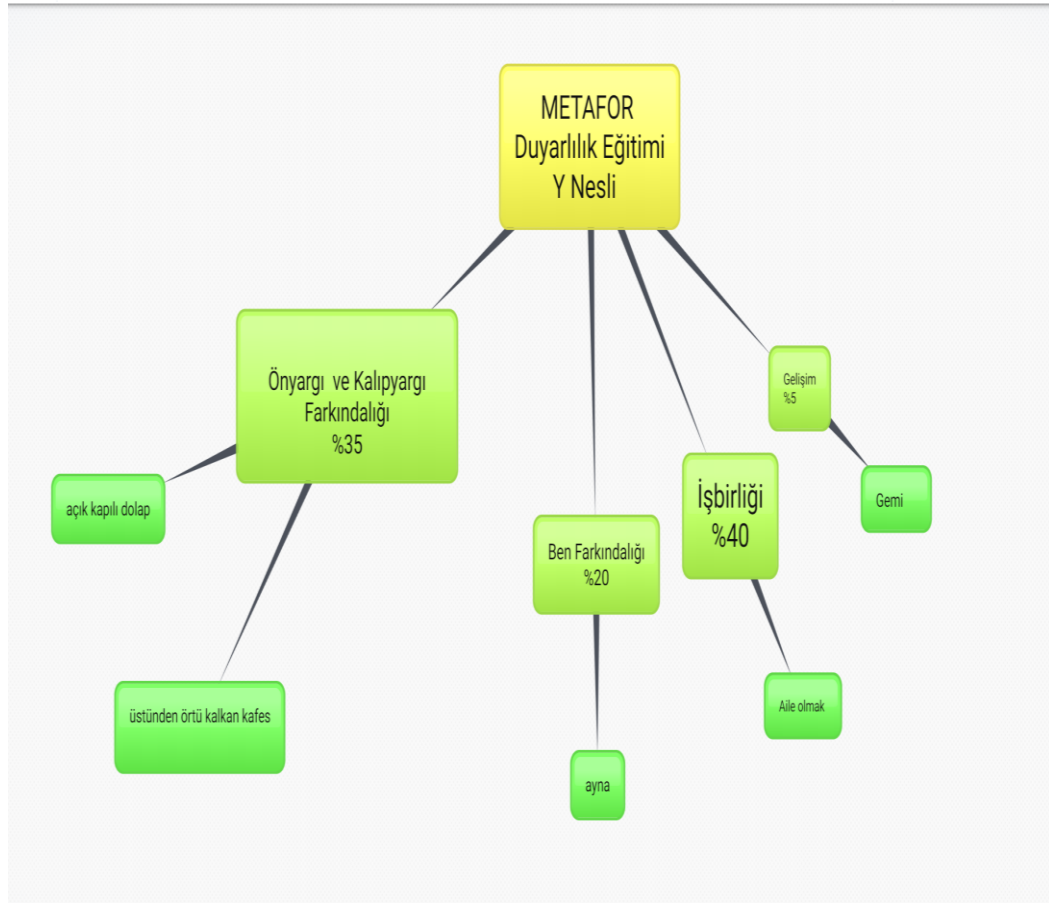 METAFOR
Duyarlılık Eğitimi
Y Nesli
Önyargı ve Kalıpyargı
Farkındalığı
%35
açık kapılı dolap
üstünden örtü kalkan kafes
Ben Farkındalığı
%20
ayna
İşbirliği
%40
Aile olmak
Gelişim
%5
Gemi